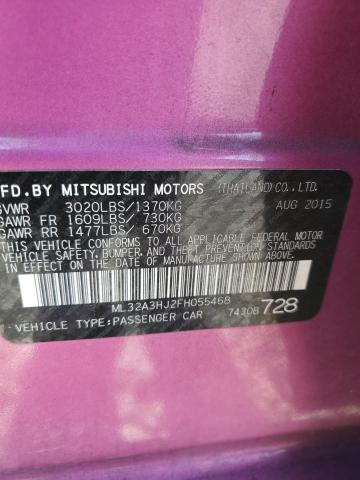 MFD.BY MITSUBISHI MOTORS (THAILAND) CO.,LTD.
GVWR 3020LBS/1370KG AUG 2015
GAWR FR 1609LBS/ 730KG
GAWR RR 1477LBS/ 670KG
THIS VEHICLE CONFORMS TO ALL APPLICABLE FEDERAL MOTOR
VEHICLE SAFETY, BUMPER, AND THEFT PREVENTION STANDARDS
IN EFFECT ON THE DATE OF MANUFACTURE SHOWN ABOVE.
ML32A3HJ2FH055468
VEHICLE TYPE:PASSENGER CAR 7430B 728